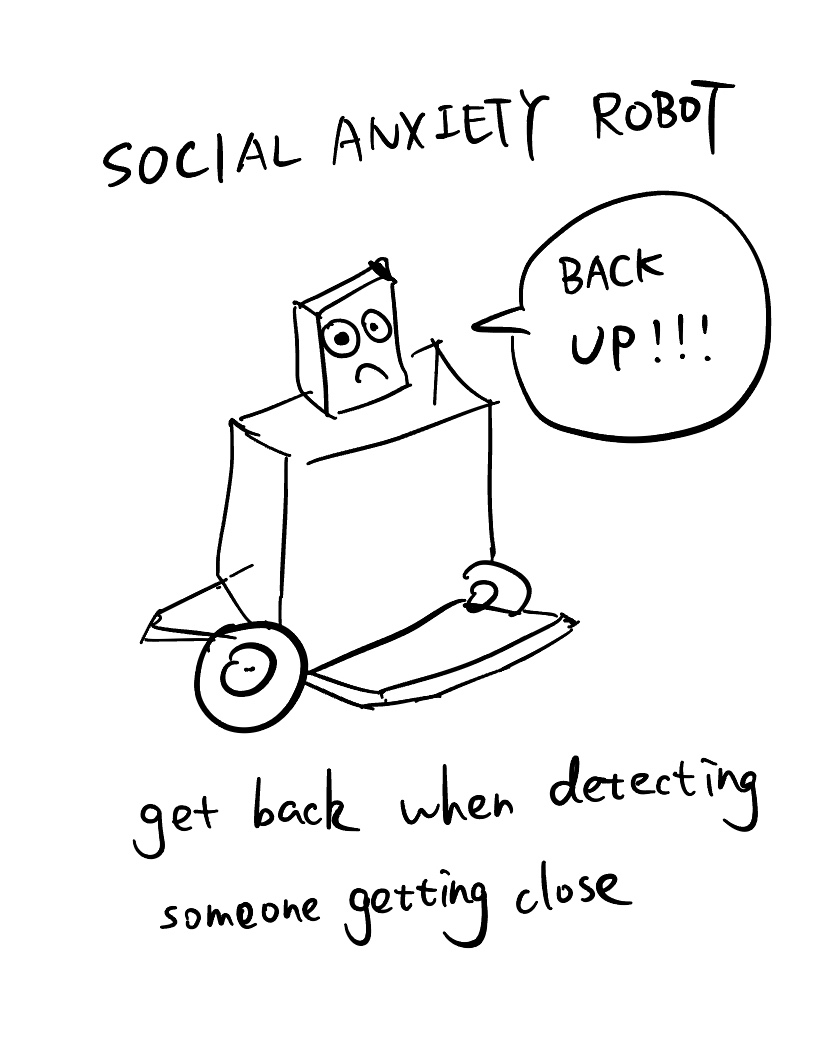 SOCIAL ANXIETY ROBOT
BACK
UP!!!
get back when detecting
someone getting close